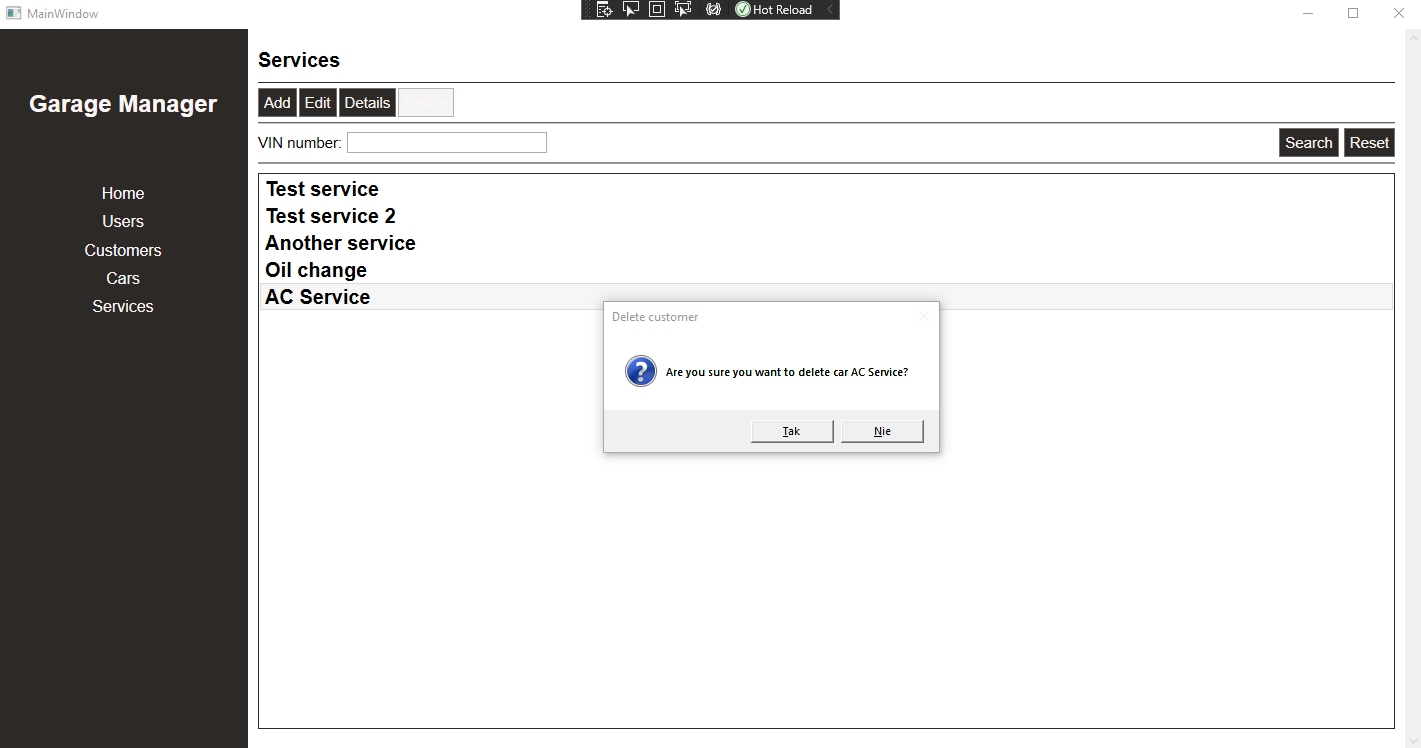 MainWindow
Hot Reload
Garage Manager
Home
Users
Customers
Cars
Services
Services
Add Edit Details
VIN number:
Search Reset
Test service
Test service 2
Another service
Oil change
AC Service
Delete customer
Are you sure you want to delete car AC Service?
Tak Nie